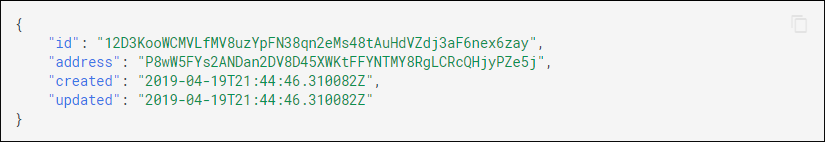 {
    "id": "12D3KooWCMVLfMV8uzYpFN38qn2eMs48tAuHdVZdj3aF6nex6zay",
    "address": "P8wW5FYs2ANDan2DV8D45XWKtFFYNTMY8RgLCRcQHjyPZe5j",
    "created": "2019-04-19T21:44:46.310082Z",
    "updated": "2019-04-19T21:44:46.310082Z"
}